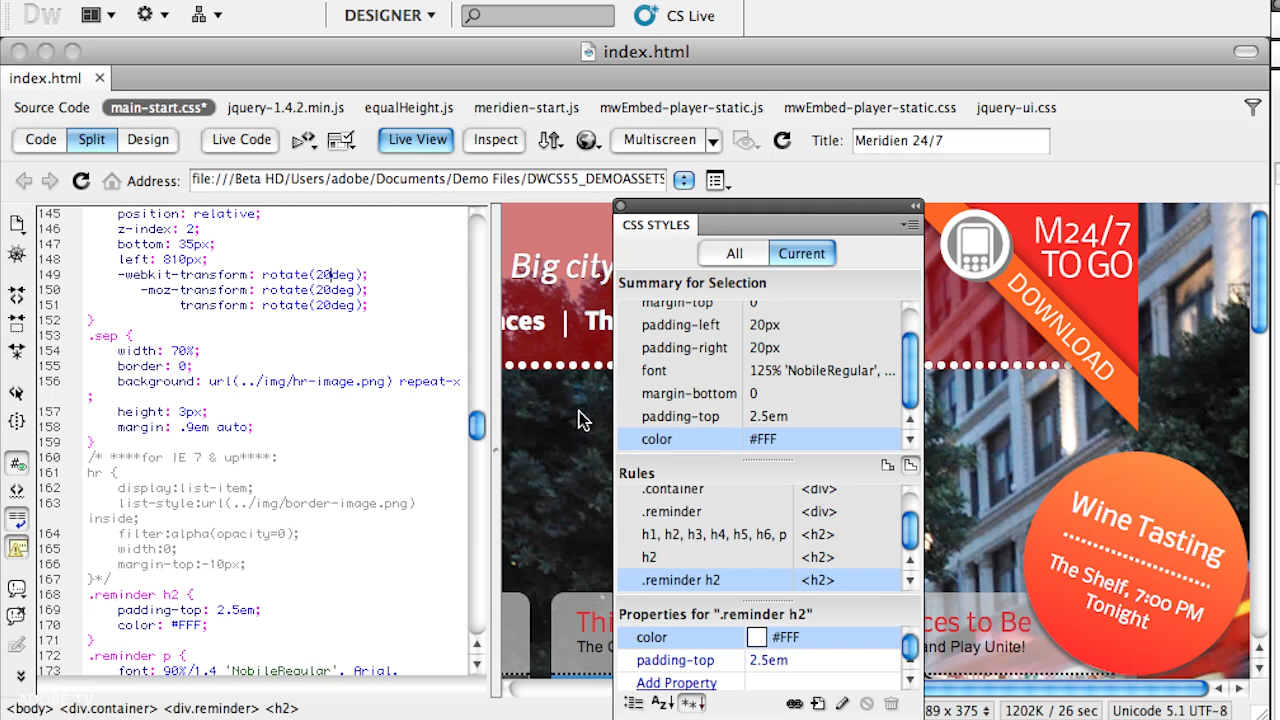 Dw
DESIGNER
CS Live
index.html
index.html
Source Code main-start.css* jquery-1.4.2.min.js equalHeight.js meridien-start.js mwEmbed-player-static.js mwEmbed-player-static.css jquery-ui.css
Code Split Design Live Code Live View Inspect Multiscreen Title: Meridien 24/7
Address: file:///Beta HD/Users/adobe/Documents/Demo Files/DWCS55_DEMOASSETS
145 position: relative;
146 z-index: 2;
147 bottom: 35px;
148 left: 810px;
149 -webkit-transform: rotate(20deg);
150 -moz-transform: rotate(20deg);
151 transform: rotate(20deg);
152 }
153 .sep {
154 width: 70%;
155 border: 0;
156 background: url(../img/hr-image.png) repeat-x
;
157 height: 3px;
158 margin: .9em auto;
159 }
160 /* ****for IE 7 & up****:
161 hr {
162 display:list-item;
163 list-style:url(../img/border-image.png)
inside;
164 filter:alpha(opacity=0);
165 width:0;
166 margin-top:-10px;
167 }*/
168 .reminder h2 {
169 padding-top: 2.5em;
170 color: #FFF;
171 }
172 .reminder p {
173 font: 90%/1.4 'NobileRegular', Arial,
Big city
nces | Th
CSS STYLES
All Current
Summary for Selection
margin-top 0
padding-left 20px
padding-right 20px
font 125% 'NobileRegular', ...
margin-bottom 0
padding-top 2.5em
color #FFF
Rules
.container <div>
.reminder <div>
h1, h2, h3, h4, h5, h6, p <h2>
h2 <h2>
.reminder h2 <h2>
Properties for ".reminder h2"
color #FFF
padding-top 2.5em
Add Property
M24/7
TO GO
DOWNLOAD
Wine Tasting
The Shelf, 7:00 PM
Tonight
Thi
The C
ces to Be
and Play Unite!
ADOBE TV
<body> <div.container> <div.reminder> <h2>
89 x 375 1202K / 26 sec Unicode 5.1 UTF-8